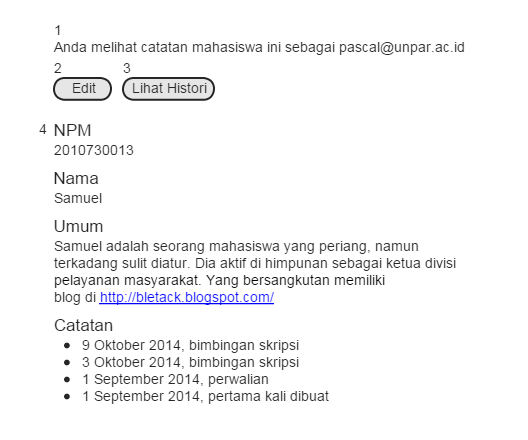 1
Anda melihat catatan mahasiswa ini sebagai pascal@unpar.ac.id
2 3
Edit Lihat Histori
4 NPM
2010730013
Nama
Samuel
Umum
Samuel adalah seorang mahasiswa yang periang, namun
terkadang sulit diatur. Dia aktif di himpunan sebagai ketua divisi
pelayanan masyarakat. Yang bersangkutan memiliki
blog di http://bletack.blogspot.com/
Catatan
• 9 Oktober 2014, bimbingan skripsi
• 3 Oktober 2014, bimbingan skripsi
• 1 September 2014, perwalian
• 1 September 2014, pertama kali dibuat